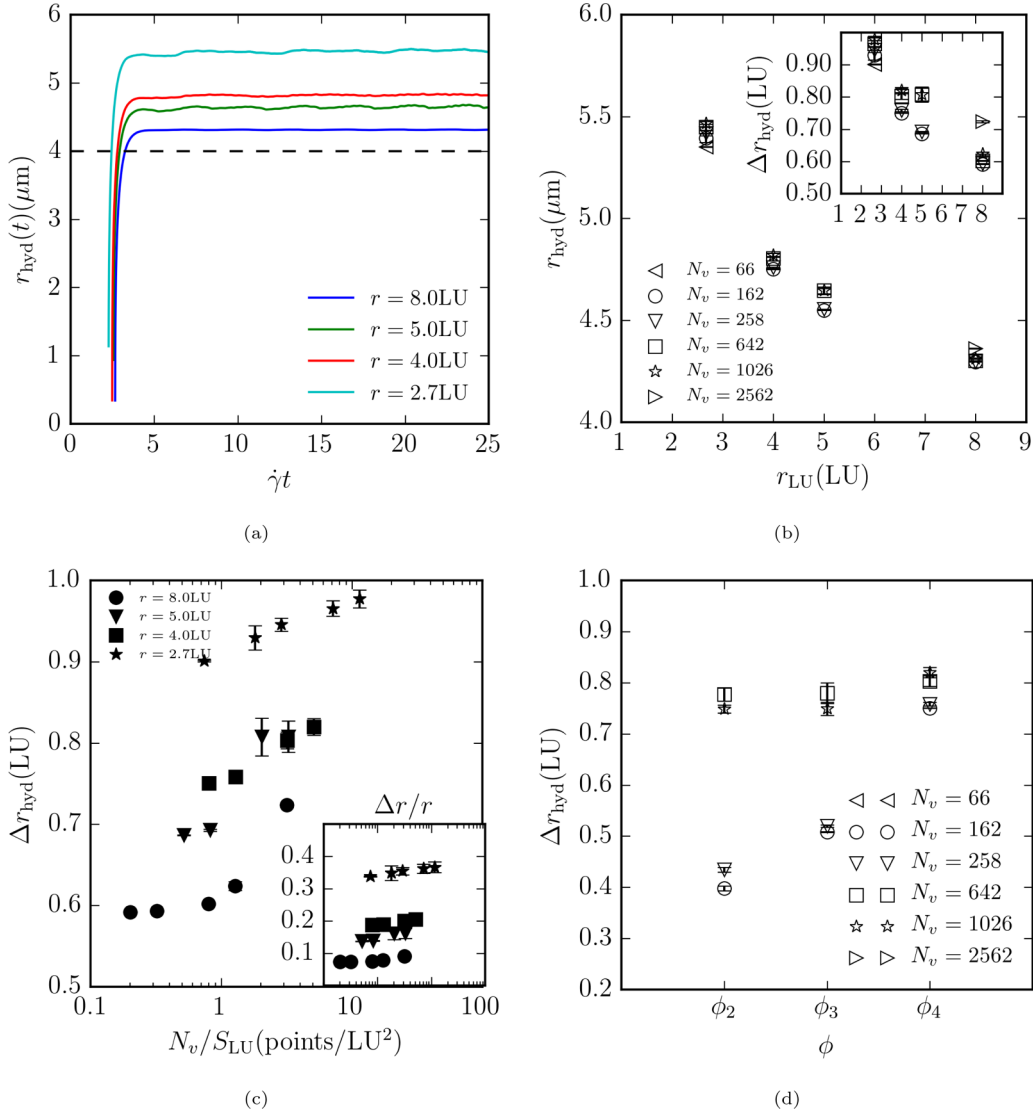 6
5
4
3
2
1
0
r_hyd(t)(μm)
r = 8.0LU
r = 5.0LU
r = 4.0LU
r = 2.7LU
0 5 10 15 20 25
γ̇t
(a)
6.0
5.5
5.0
4.5
4.0
r_hyd(μm)
0.90
0.80
0.70
0.60
0.50
Δr_hyd(LU)
1 2 3 4 5 6 7 8
N_v = 66
N_v = 162
N_v = 258
N_v = 642
N_v = 1026
N_v = 2562
1 2 3 4 5 6 7 8 9
r_LU(LU)
(b)
1.0
0.9
0.8
0.7
0.6
0.5
Δr_hyd(LU)
r = 8.0LU
r = 5.0LU
r = 4.0LU
r = 2.7LU
Δr/r
0.4
0.3
0.2
0.1
0.1 1 10 100
N_v/S_LU(points/LU²)
(c)
1.0
0.9
0.8
0.7
0.6
0.5
0.4
0.3
0.2
Δr_hyd(LU)
N_v = 66
N_v = 162
N_v = 258
N_v = 642
N_v = 1026
N_v = 2562
ϕ₂ ϕ₃ ϕ₄
ϕ
(d)